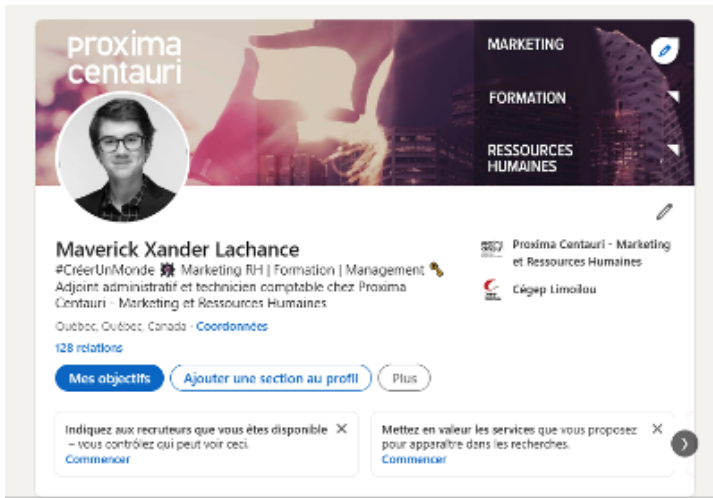 proxima
centauri
MARKETING
FORMATION
RESSOURCES
HUMAINES
Maverick Xander Lachance
#CréerUnMonde Marketing RH | Formation | Management
Adjoint administratif et technicien comptable chez Proxima
Centauri - Marketing et Ressources Humaines
Québec, Québec, Canada · Coordonnées
128 relations
Proxima Centauri - Marketing
et Ressources Humaines
Cégep Limoilou
Mes objectifs
Ajouter une section au profil
Plus
Indiquez aux recruteurs que vous êtes disponible
– vous contrôlez qui peut voir ceci.
Commencer
Mettez en valeur les services que vous proposez
pour apparaître dans les recherches.
Commencer